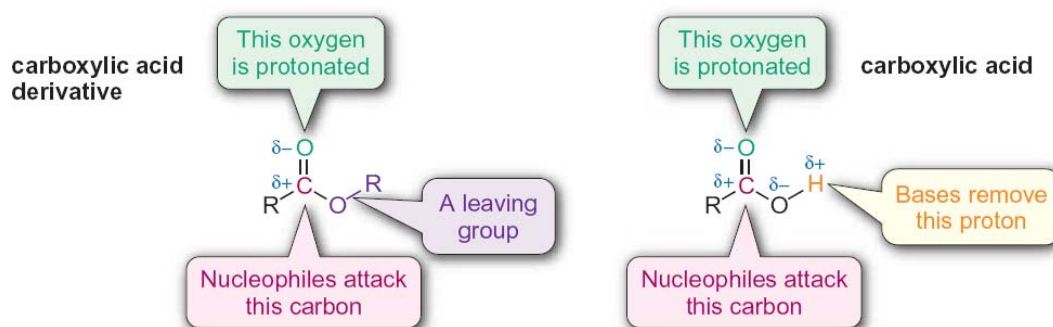 This oxygen
is protonated
carboxylic acid
derivative
δ–
O
δ+
C
R
O
R
A leaving
group
Nucleophiles attack
this carbon
This oxygen
is protonated
carboxylic acid
δ–
O
δ+
C
R
δ–
O
δ+
H
Bases remove
this proton
Nucleophiles attack
this carbon